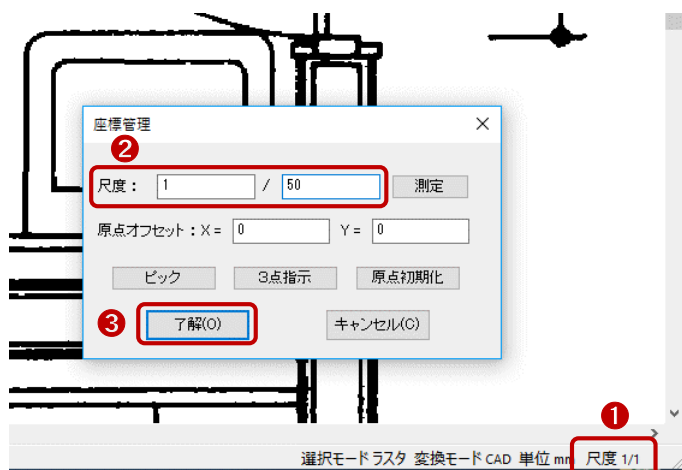 座標管理
❷
尺度： 1 / 50 測定
原点オフセット：X= 0 Y= 0
ピック 3点指示 原点初期化
❸ 了解(O) キャンセル(C)
❶
選択モード ラスタ 変換モード CAD 単位 mm 尺度 1/1